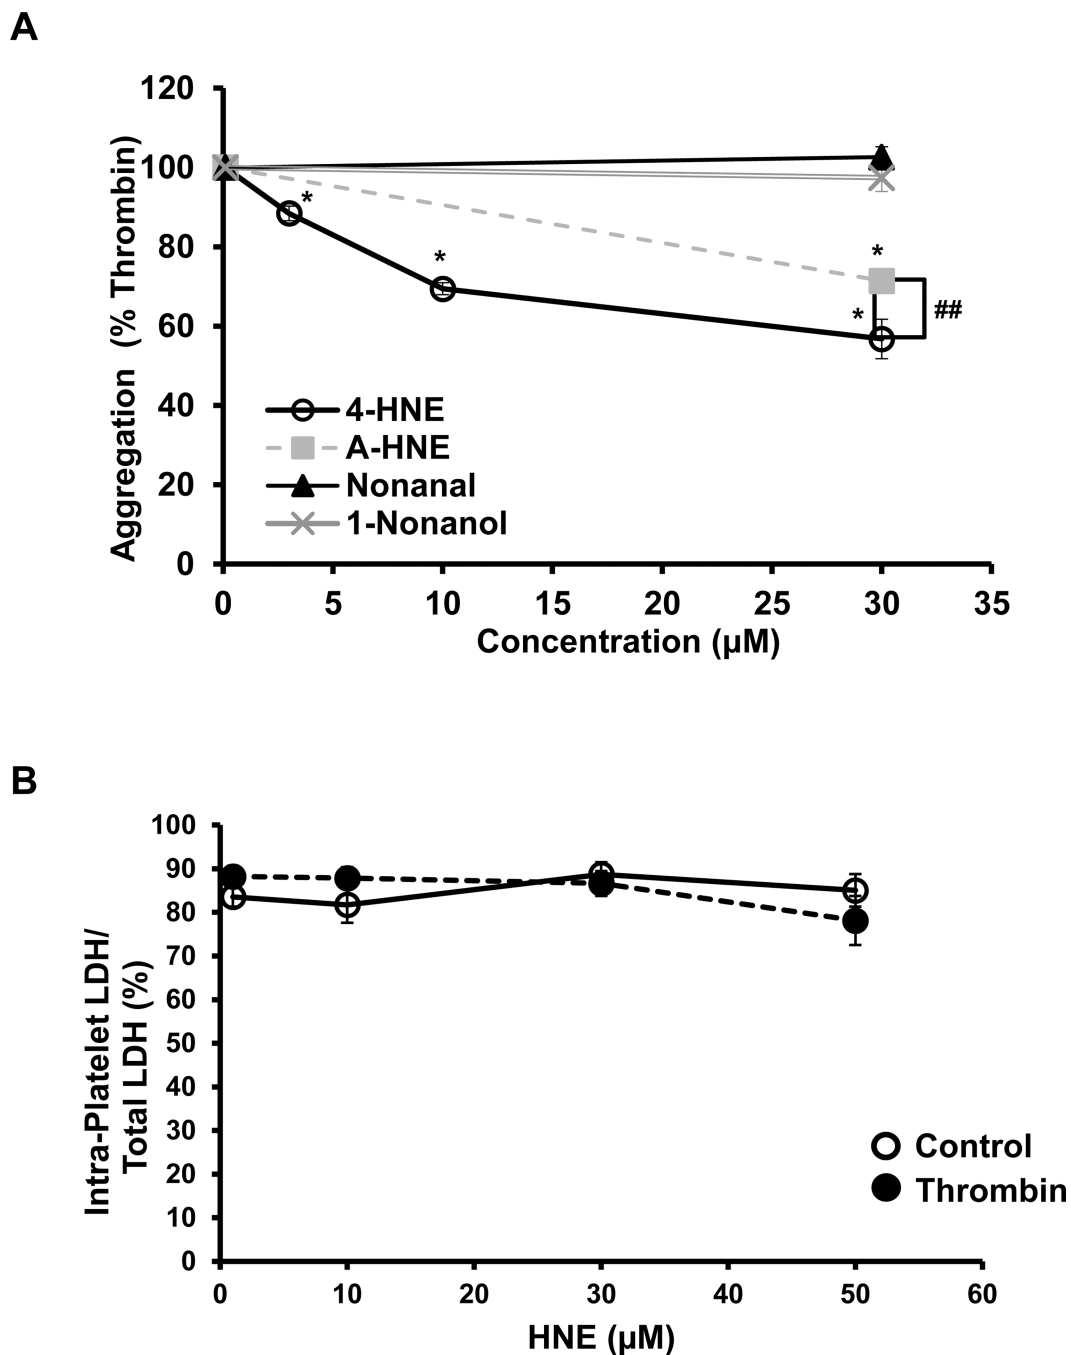 A
120
100
80
60
40
20
0
Aggregation (% Thrombin)
*
*
*
*
##
4-HNE
A-HNE
Nonanal
1-Nonanol
0 5 10 15 20 25 30 35
Concentration (µM)
B
100
90
80
70
60
50
40
30
20
10
0
Intra-Platelet LDH/
Total LDH (%)
Control
Thrombin
0 10 20 30 40 50 60
HNE (µM)